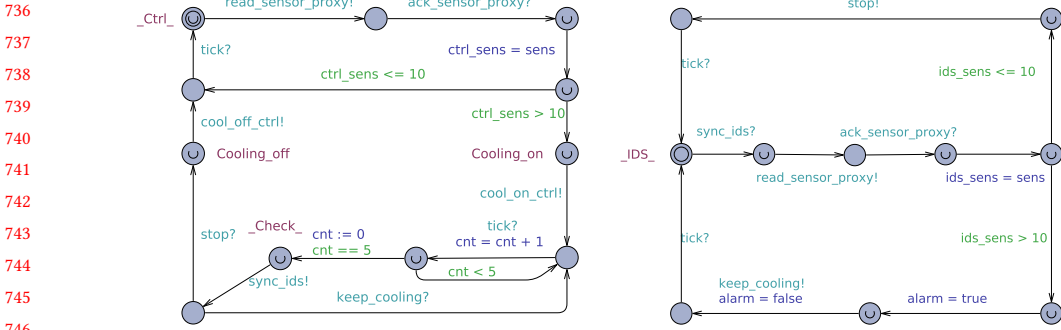 736
737
738
739
740
741
742
743
744
745
746
read_sensor_proxy!
ack_sensor_proxy?
_Ctrl_
tick?
ctrl_sens = sens
ctrl_sens <= 10
ctrl_sens > 10
cool_off_ctrl!
Cooling_off
Cooling_on
cool_on_ctrl!
stop?
_Check_
cnt := 0
cnt == 5
tick?
cnt = cnt + 1
cnt < 5
sync_ids!
keep_cooling?
stop!
tick?
ids_sens <= 10
sync_ids?
ack_sensor_proxy?
_IDS_
read_sensor_proxy!
ids_sens = sens
tick?
ids_sens > 10
keep_cooling!
alarm = false
alarm = true